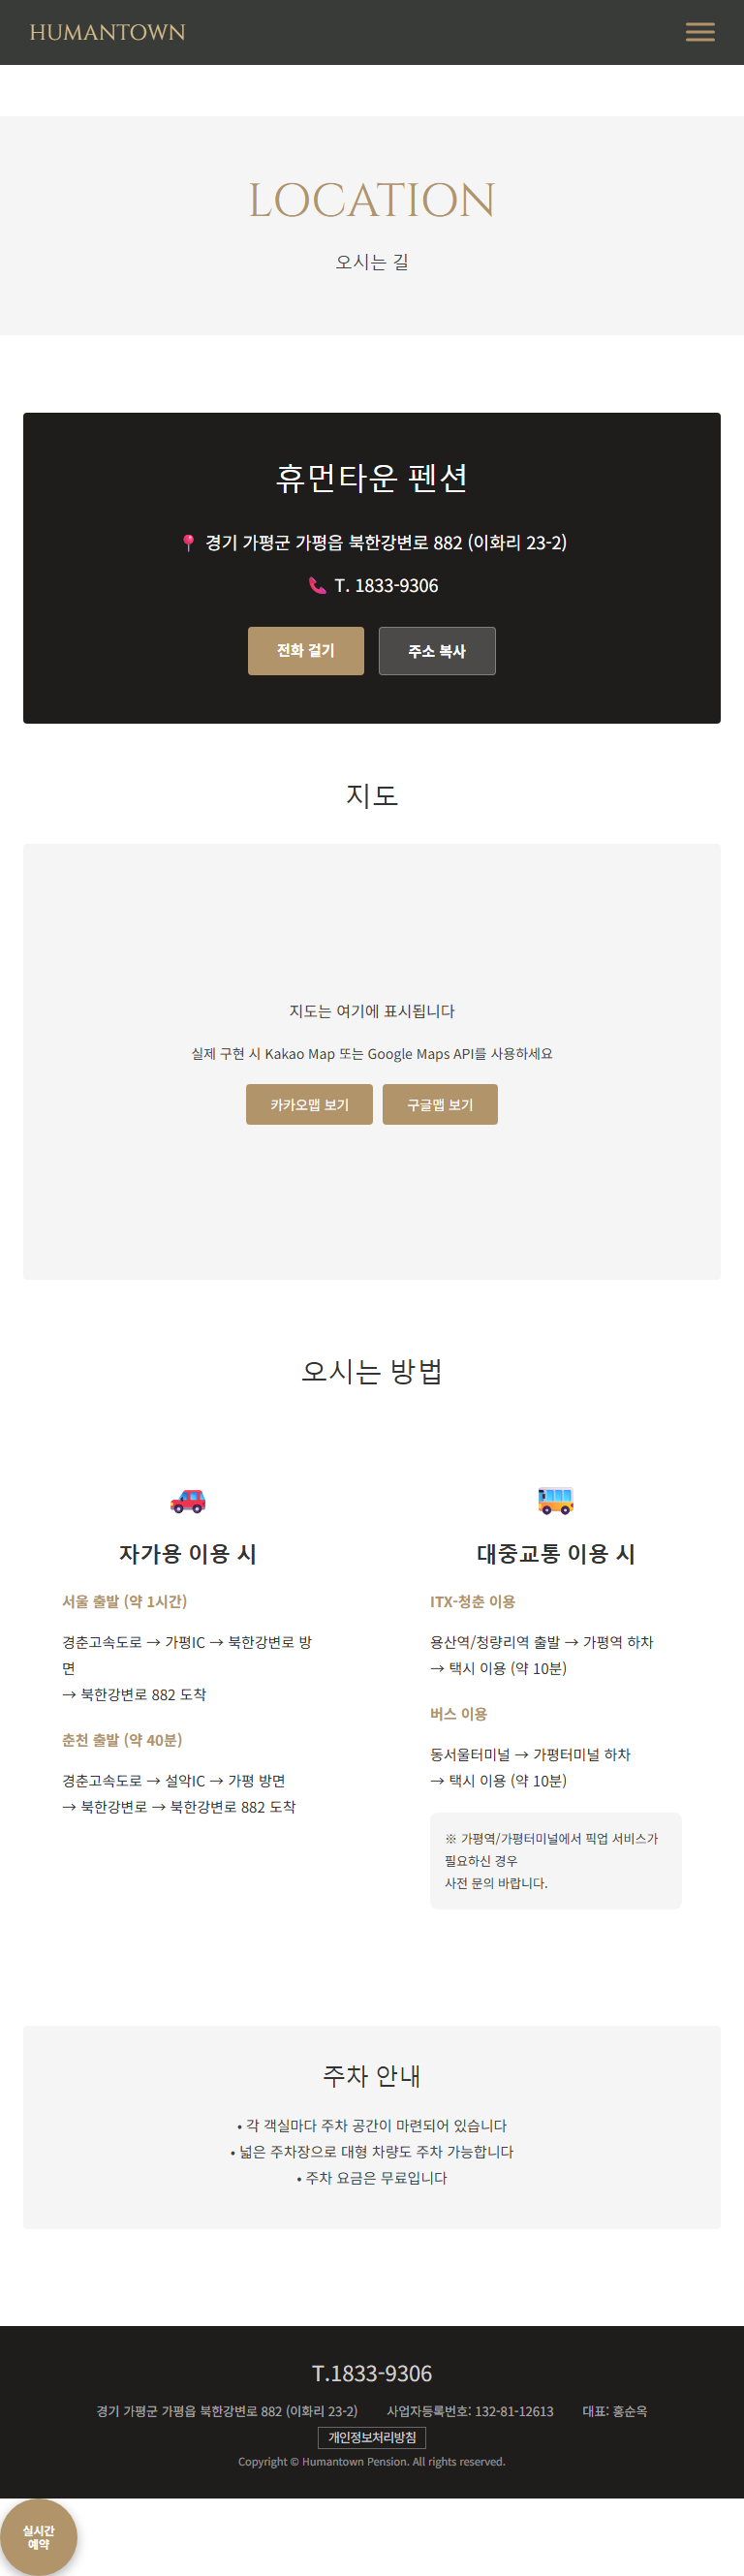 HUMANTOWN
LOCATION
오시는 길
휴먼타운 펜션
📍 경기 가평군 가평읍 북한강변로 882 (이화리 23-2)
📞 T. 1833-9306
전화 걸기 주소 복사
지도
지도는 여기에 표시됩니다
실제 구현 시 Kakao Map 또는 Google Maps API를 사용하세요
카카오맵 보기 구글맵 보기
오시는 방법
자가용 이용 시
서울 출발 (약 1시간)
경춘고속도로 → 가평IC → 북한강변로 방
면
→ 북한강변로 882 도착
춘천 출발 (약 40분)
경춘고속도로 → 설악IC → 가평 방면
→ 북한강변로 → 북한강변로 882 도착
대중교통 이용 시
ITX-청춘 이용
용산역/청량리역 출발 → 가평역 하차
→ 택시 이용 (약 10분)
버스 이용
동서울터미널 → 가평터미널 하차
→ 택시 이용 (약 10분)
※ 가평역/가평터미널에서 픽업 서비스가
필요하신 경우
사전 문의 바랍니다.
주차 안내
• 각 객실마다 주차 공간이 마련되어 있습니다
• 넓은 주차장으로 대형 차량도 주차 가능합니다
• 주차 요금은 무료입니다
T.1833-9306
경기 가평군 가평읍 북한강변로 882 (이화리 23-2) 사업자등록번호: 132-81-12613 대표: 홍순옥
개인정보처리방침
Copyright © Humantown Pension. All rights reserved.
실시간
예약